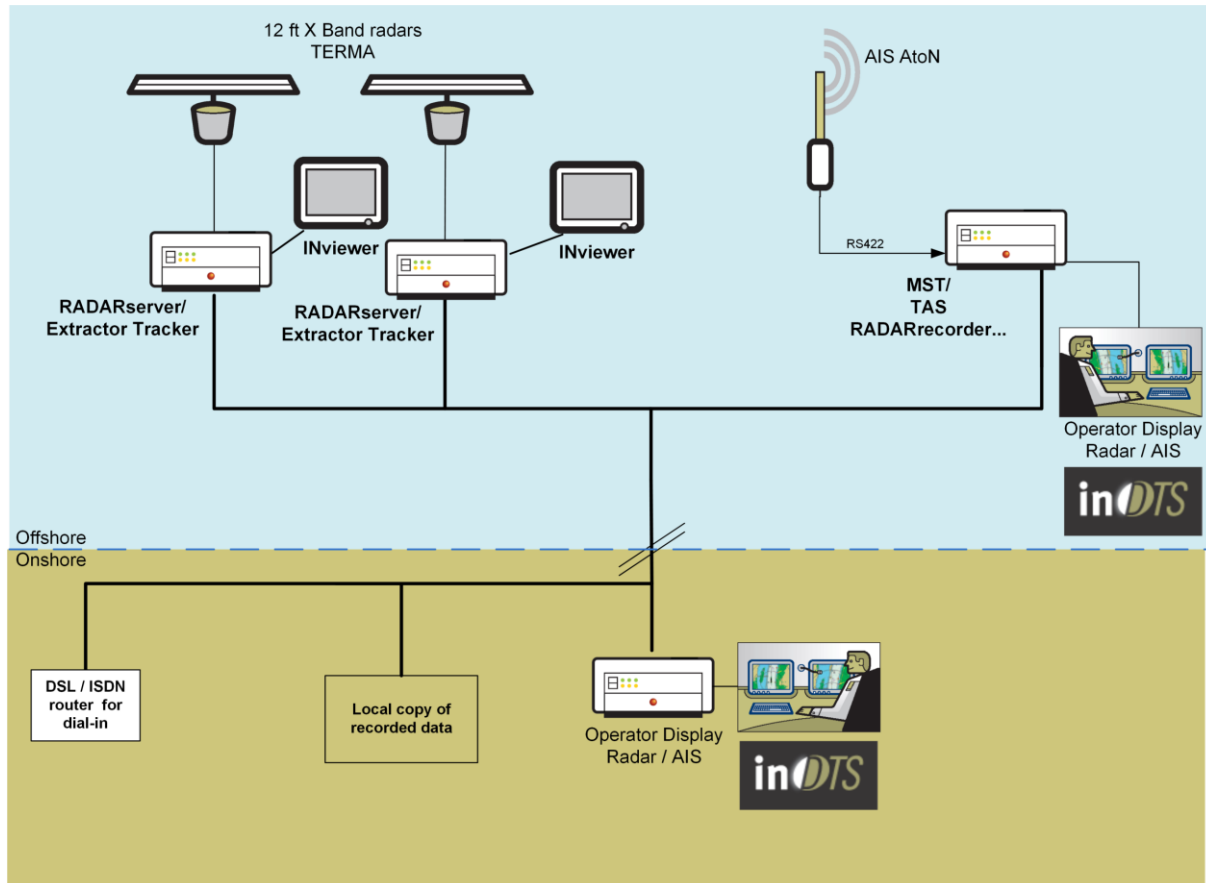 12 ft X Band radars
TERMA
AIS AtoN
INviewer
INviewer
RS422
RADARserver/
Extractor Tracker
RADARserver/
Extractor Tracker
MST/
TAS
RADARrecorder...
Operator Display
Radar / AIS
inDTS
Offshore
Onshore
DSL / ISDN
router for
dial-in
Local copy of
recorded data
Operator Display
Radar / AIS
inDTS